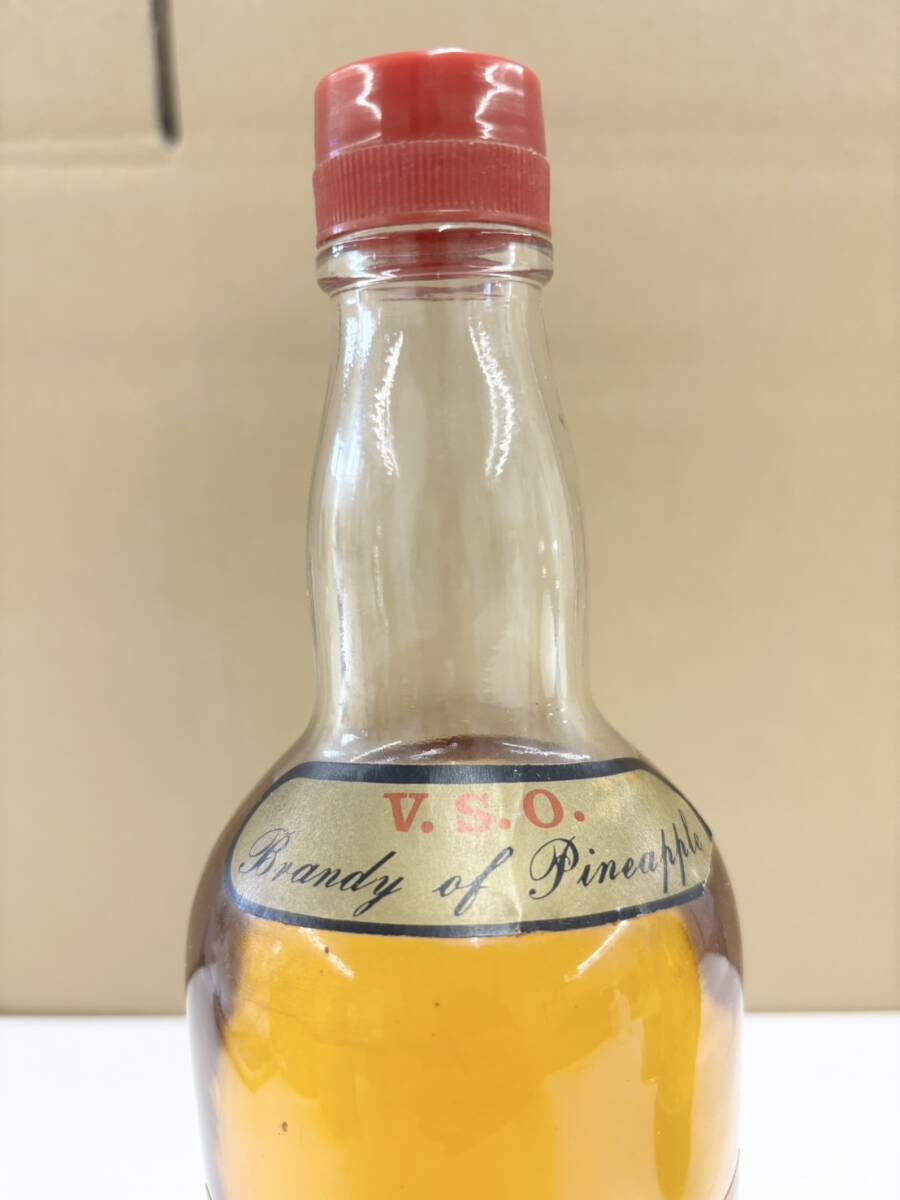 V. S. O.
Brandy of Pineapple